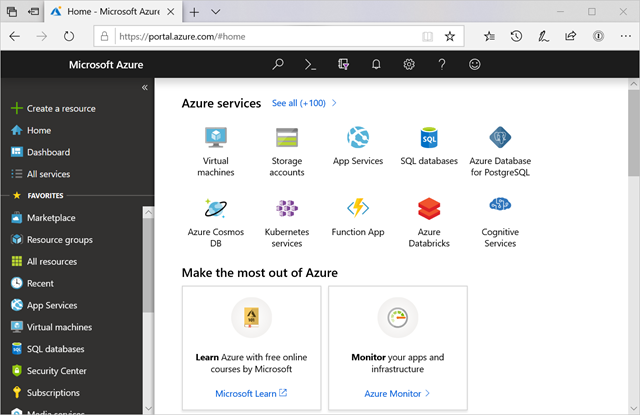 Home - Microsoft Azure
https://portal.azure.com/#home
Microsoft Azure
Create a resource
Home
Dashboard
All services
FAVORITES
Marketplace
Resource groups
All resources
Recent
App Services
Virtual machines
SQL databases
Security Center
Subscriptions
Media services
Azure services See all (+100)
Virtual
machines
Storage
accounts
App Services
SQL
SQL databases
Azure Database
for PostgreSQL
Azure Cosmos
DB
Kubernetes
services
Function App
Azure
Databricks
Cognitive
Services
Make the most out of Azure
Learn Azure with free online
courses by Microsoft
Microsoft Learn
Monitor your apps and
infrastructure
Azure Monitor